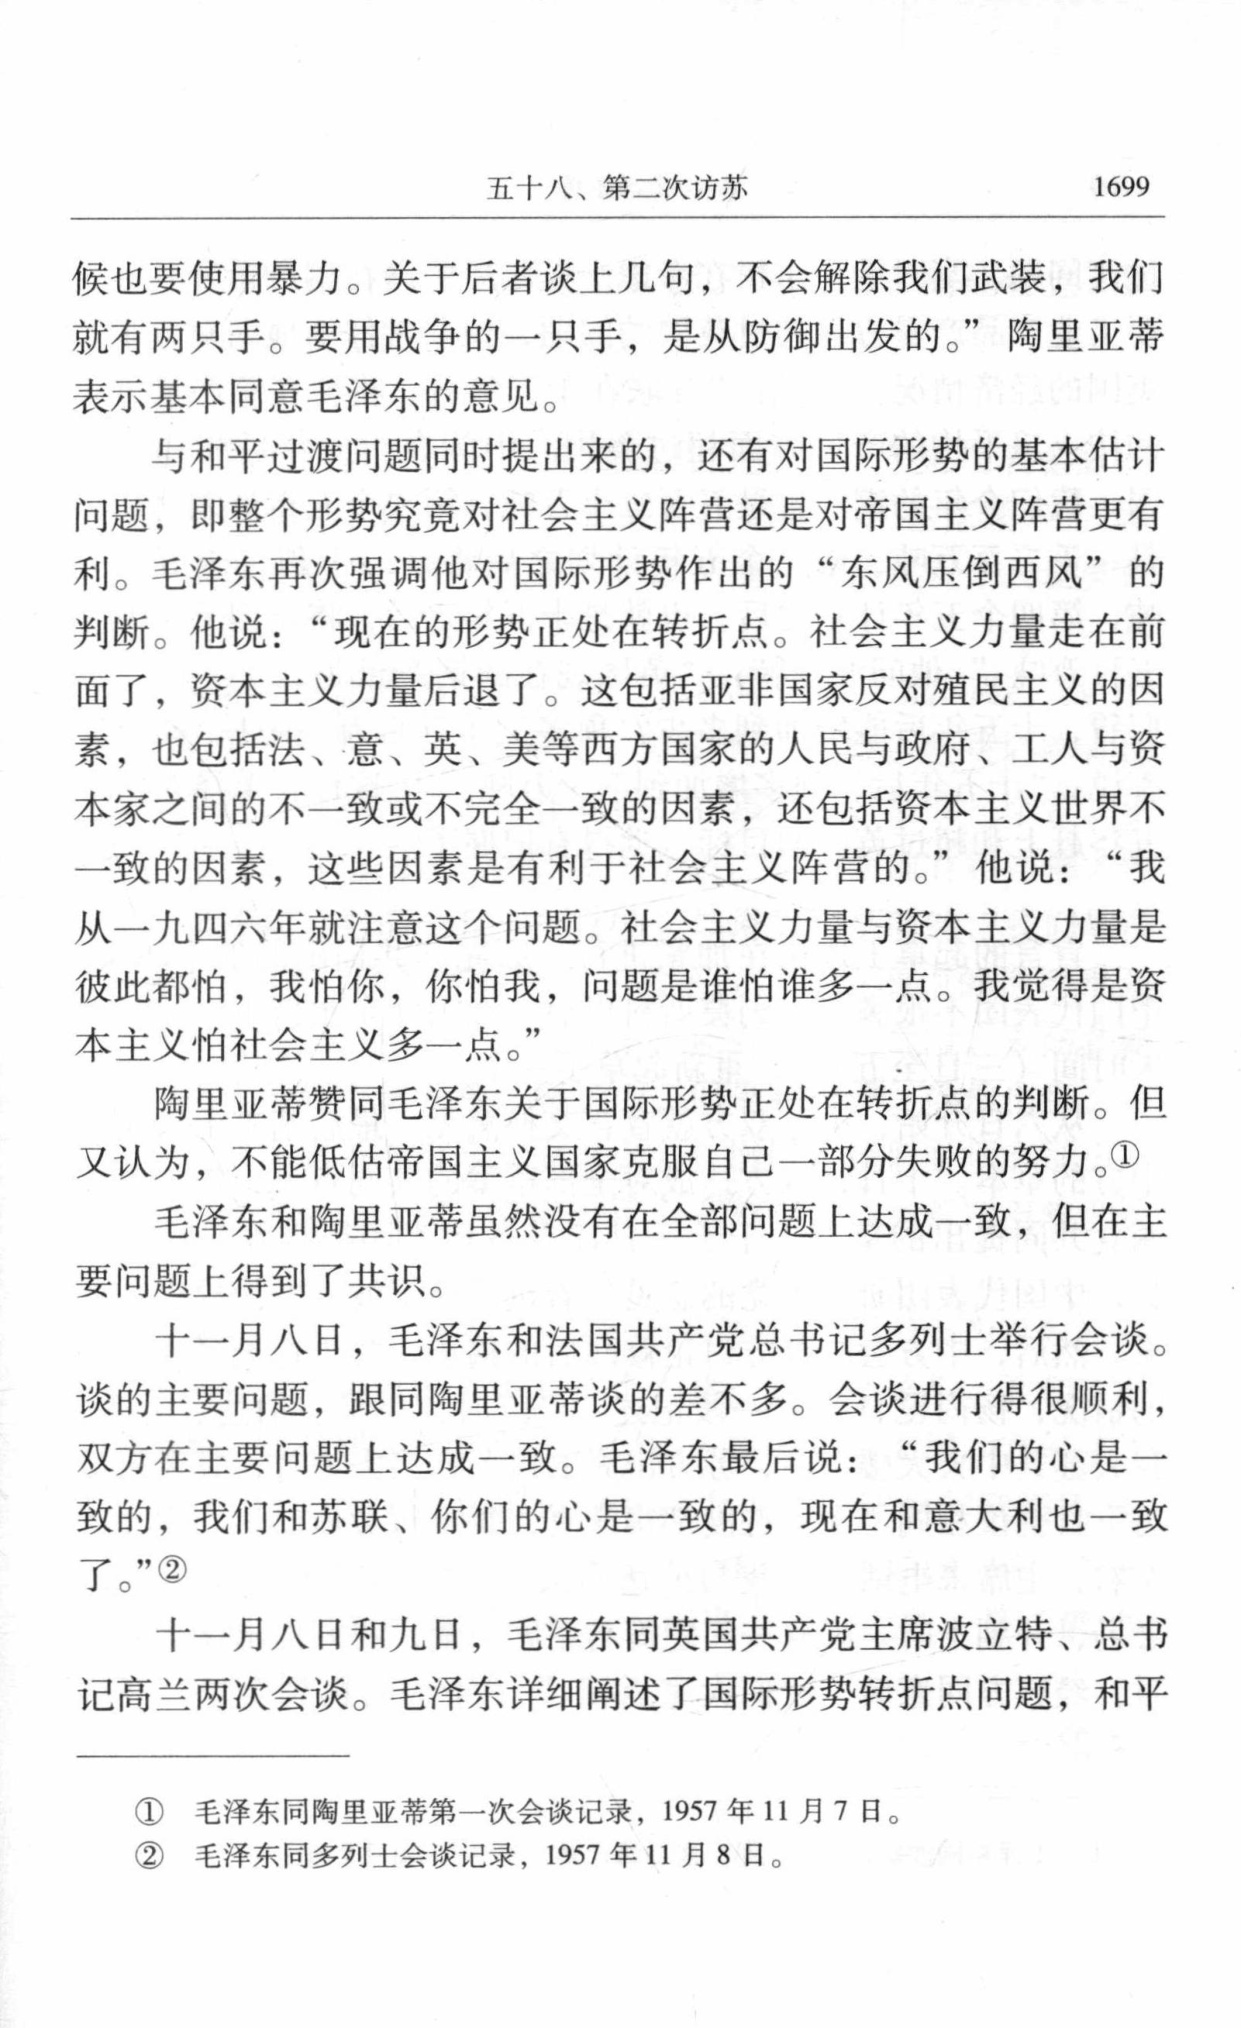 五十八、第二次访苏 1699
候也要使用暴力。关于后者谈上几句，不会解除我们武装，我们
就有两只手。要用战争的一只手，是从防御出发的。”陶里亚蒂
表示基本同意毛泽东的意见。
与和平过渡问题同时提出来的，还有对国际形势的基本估计
问题，即整个形势究竟对社会主义阵营还是对帝国主义阵营更有
利。毛泽东再次强调他对国际形势作出的“东风压倒西风”的
判断。他说：“现在的形势正处在转折点。社会主义力量走在前
面了，资本主义力量后退了。这包括亚非国家反对殖民主义的因
素，也包括法、意、英、美等西方国家的人民与政府、工人与资
本家之间的不一致或不完全一致的因素，还包括资本主义世界不
一致的因素，这些因素是有利于社会主义阵营的。”他说：“我
从一九四六年就注意这个问题。社会主义力量与资本主义力量是
彼此都怕，我怕你，你怕我，问题是谁怕谁多一点。我觉得是资
本主义怕社会主义多一点。”
陶里亚蒂赞同毛泽东关于国际形势正处在转折点的判断。但
又认为，不能低估帝国主义国家克服自己一部分失败的努力。①
毛泽东和陶里亚蒂虽然没有在全部问题上达成一致，但在主
要问题上得到了共识。
十一月八日，毛泽东和法国共产党总书记多列士举行会谈。
谈的主要问题，跟同陶里亚蒂谈的差不多。会谈进行得很顺利，
双方在主要问题上达成一致。毛泽东最后说：“我们的心是一
致的，我们和苏联、你们的心是一致的，现在和意大利也一致
了。”②
十一月八日和九日，毛泽东同英国共产党主席波立特、总书
记高兰两次会谈。毛泽东详细阐述了国际形势转折点问题，和平
① 毛泽东同陶里亚蒂第一次会谈记录，1957 年 11 月 7 日。
② 毛泽东同多列士会谈记录，1957 年 11 月 8 日。